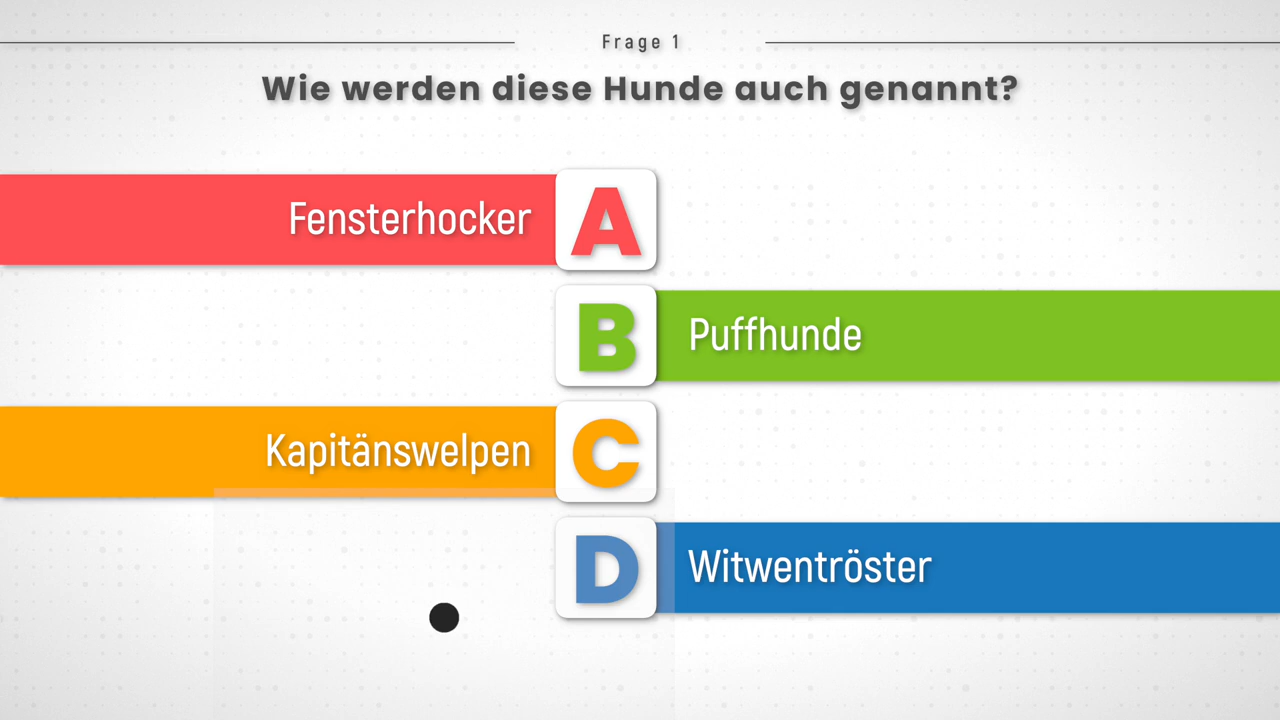 Frage 1
Wie werden diese Hunde auch genannt?
Fensterhocker A
B Puffhunde
Kapitänswelpen C
D Witwentröster